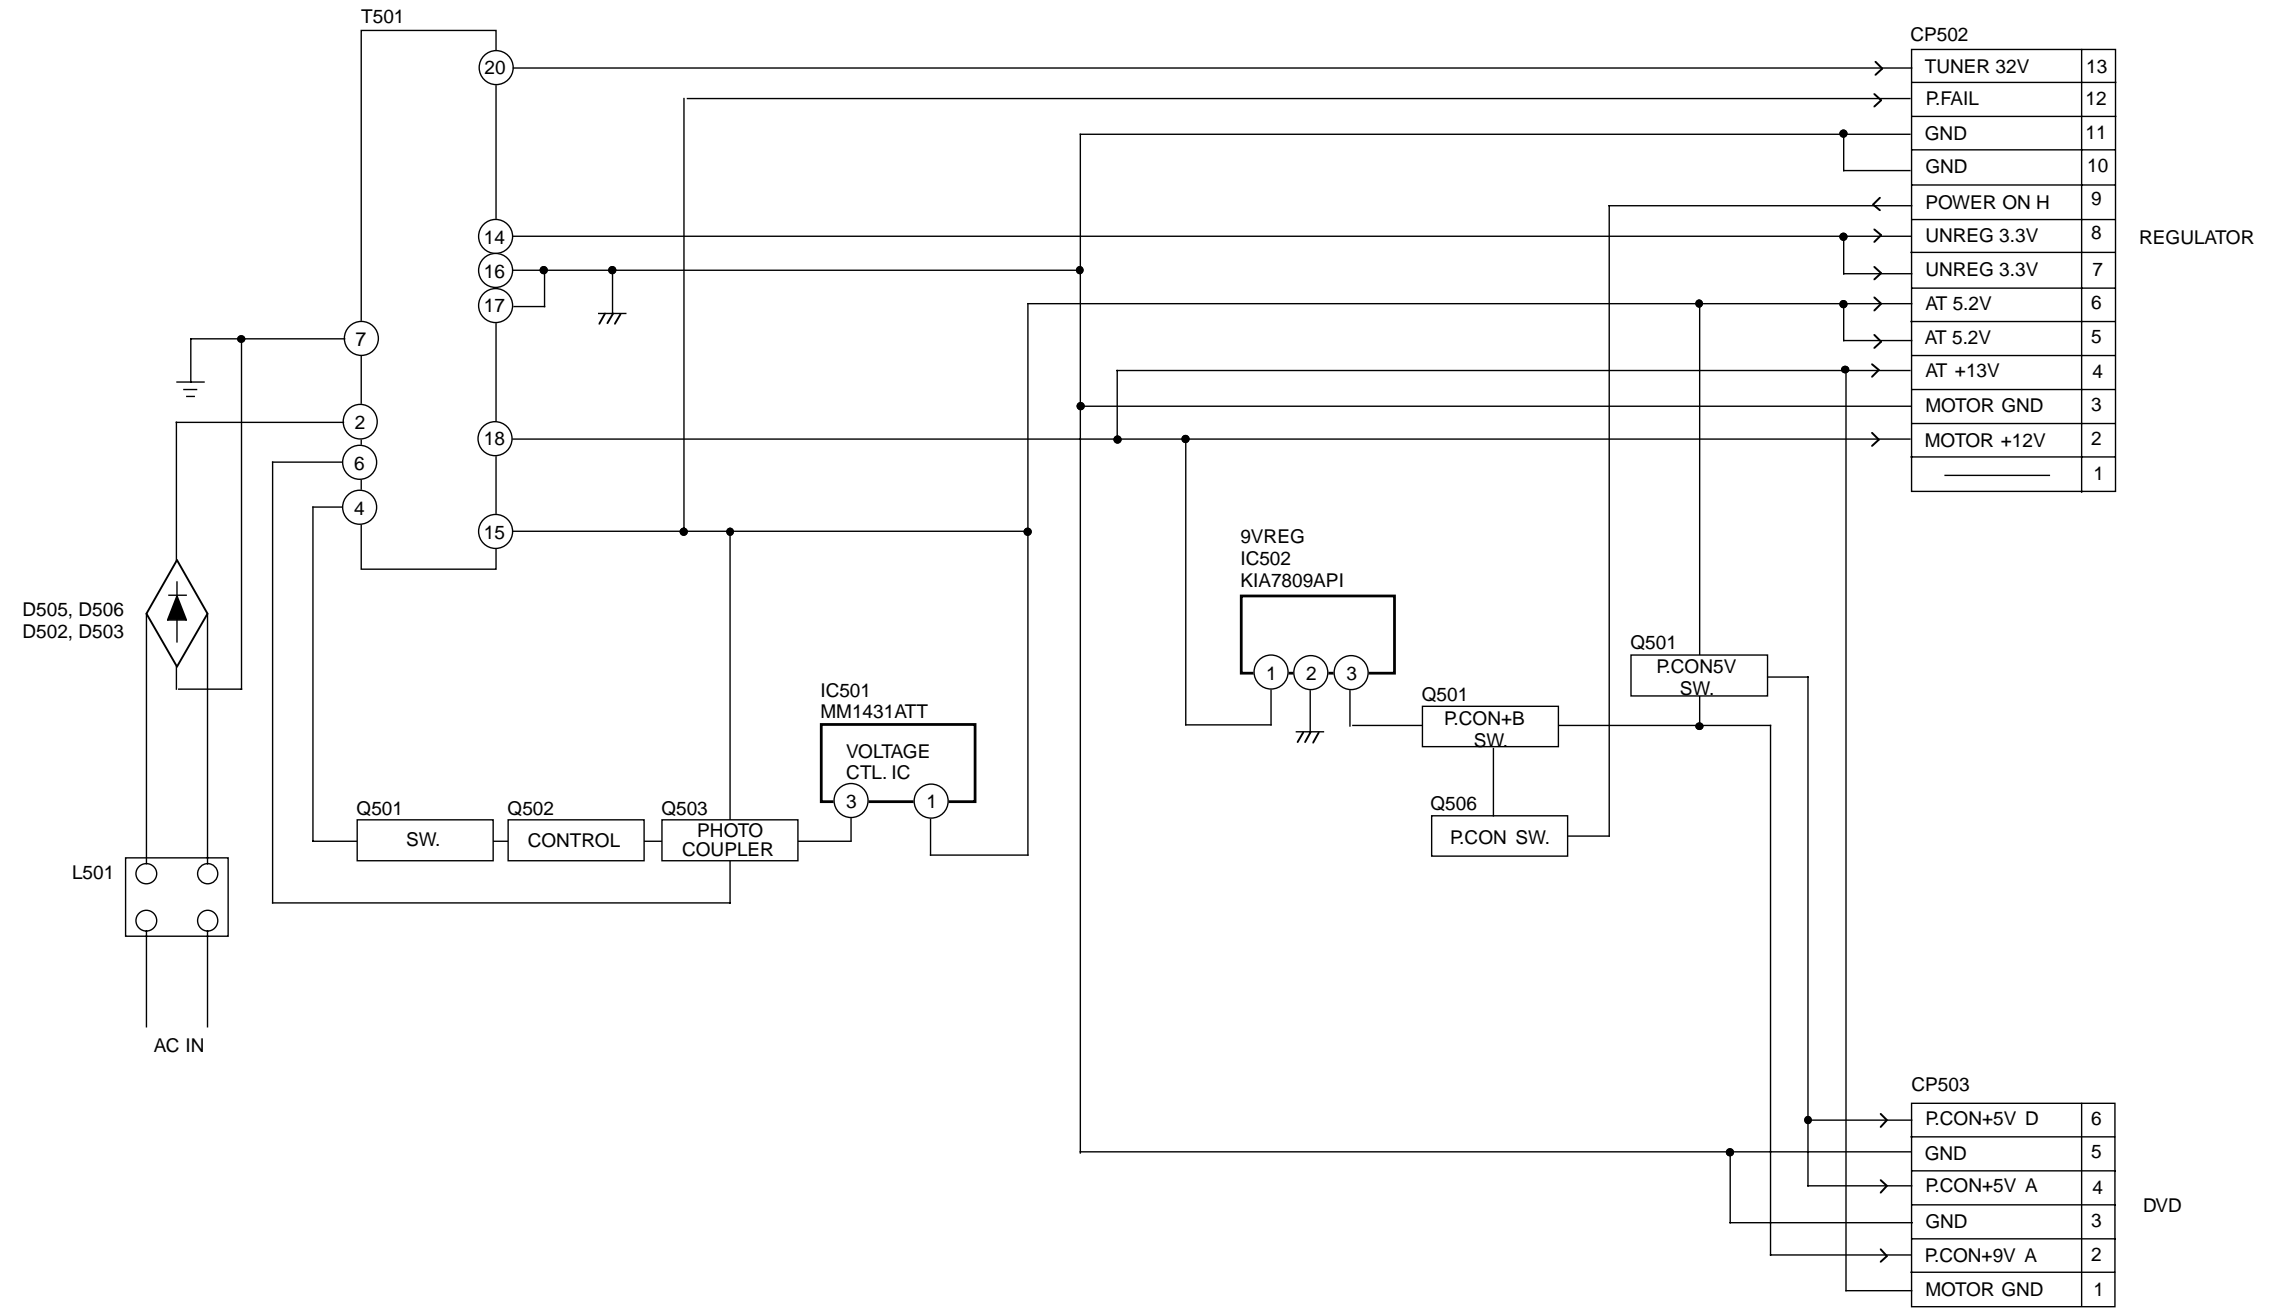 T501
20
14
16
17
7
2
6
4
18
15
D505, D506
D502, D503
L501
AC IN
Q501
SW.
Q502
CONTROL
Q503
PHOTO
COUPLER
IC501
MM1431ATT
VOLTAGE
CTL. IC
3
1
9VREG
IC502
KIA7809API
1
2
3
Q501
P.CON+B
SW.
Q506
P.CON SW.
Q501
P.CON5V
SW.
CP502
TUNER 32V 13
P.FAIL 12
GND 11
GND 10
POWER ON H 9
UNREG 3.3V 8
UNREG 3.3V 7
AT 5.2V 6
AT 5.2V 5
AT +13V 4
MOTOR GND 3
MOTOR +12V 2
1
REGULATOR
CP503
P.CON+5V D 6
GND 5
P.CON+5V A 4
GND 3
P.CON+9V A 2
MOTOR GND 1
DVD